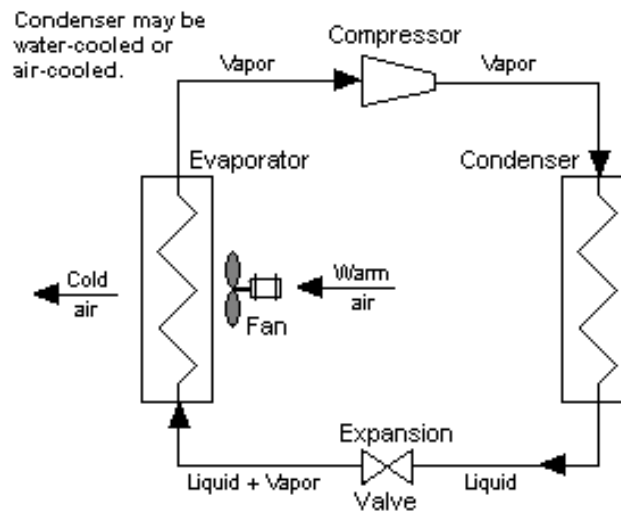 Condenser may be
water-cooled or
air-cooled.
Compressor
Vapor
Vapor
Evaporator
Condenser
Cold
air
Warm
air
Fan
Expansion
Valve
Liquid + Vapor
Liquid